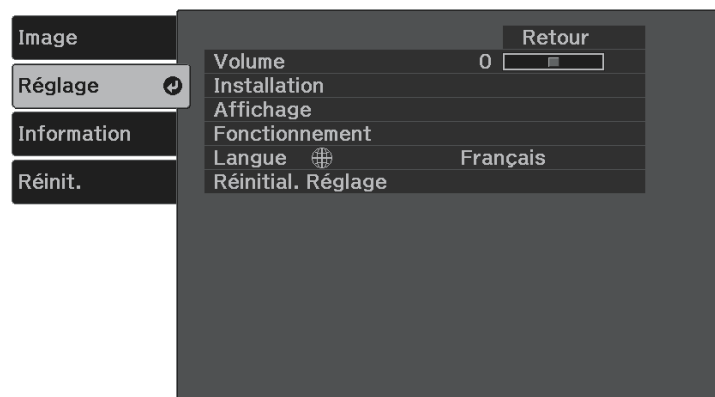 Image
Réglage
Information
Réinit.
Retour
Volume 0
Installation
Affichage
Fonctionnement
Langue Français
Réinitial. Réglage